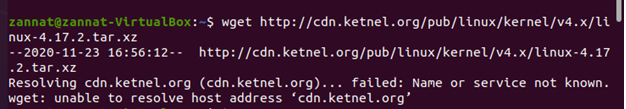 zannat@zannat-VirtualBox:~$ wget http://cdn.ketnel.org/pub/linux/kernel/v4.x/li
nux-4.17.2.tar.xz
--2020-11-23 16:56:12--  http://cdn.ketnel.org/pub/linux/kernel/v4.x/linux-4.17
.2.tar.xz
Resolving cdn.ketnel.org (cdn.ketnel.org)... failed: Name or service not known.
wget: unable to resolve host address ‘cdn.ketnel.org’